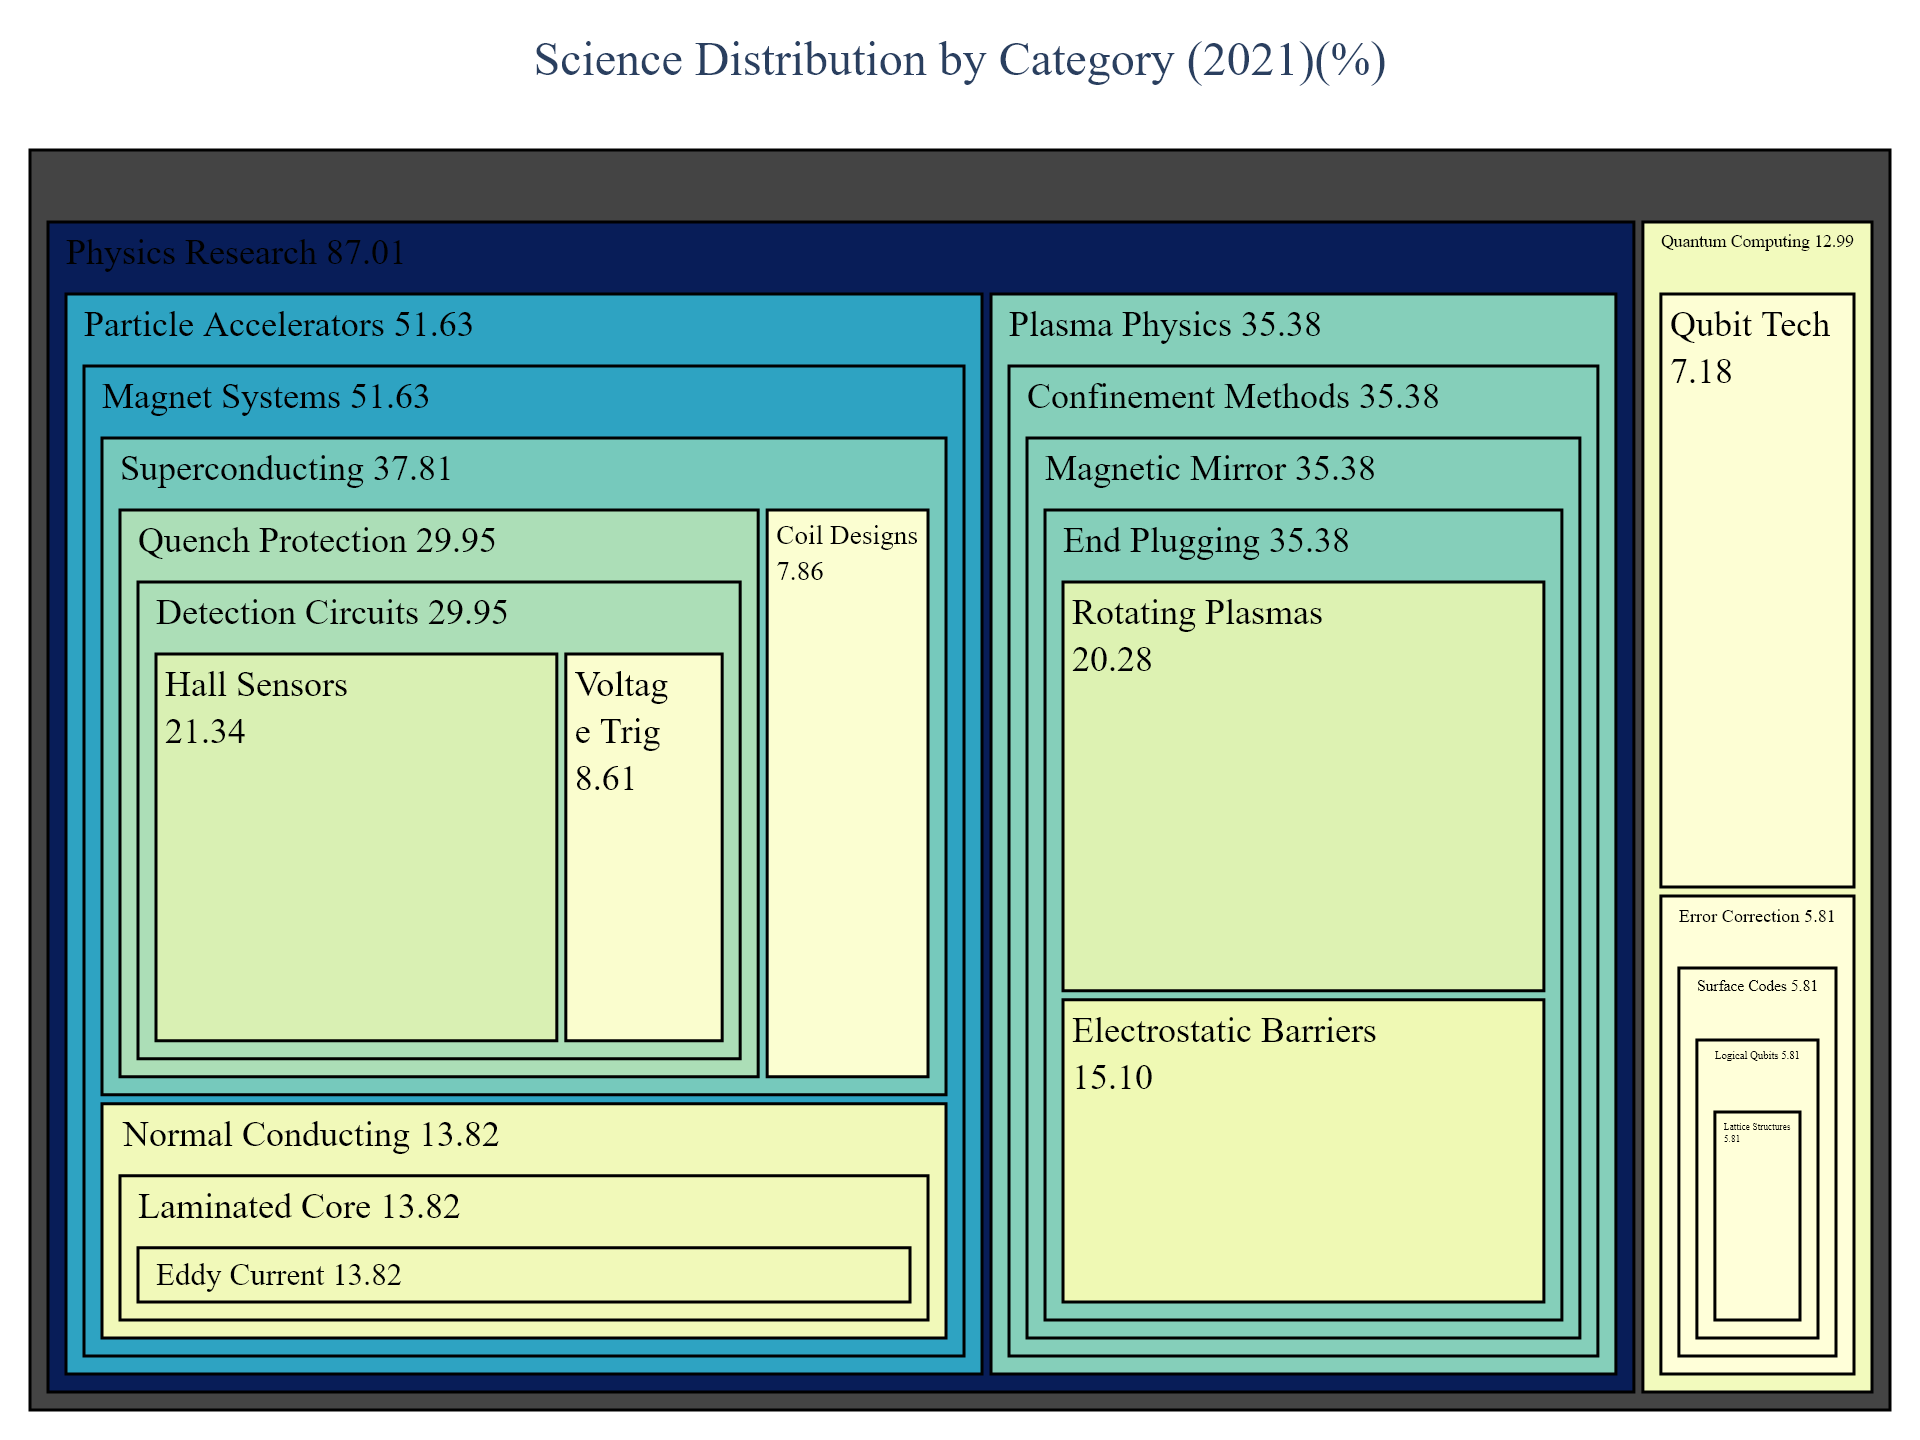 Science Distribution by Category (2021)(%)
Physics Research 87.01
Particle Accelerators 51.63
Magnet Systems 51.63
Superconducting 37.81
Quench Protection 29.95
Detection Circuits 29.95
Hall Sensors
21.34
Voltag
e Trig
8.61
Coil Designs
7.86
Normal Conducting 13.82
Laminated Core 13.82
Eddy Current 13.82
Plasma Physics 35.38
Confinement Methods 35.38
Magnetic Mirror 35.38
End Plugging 35.38
Rotating Plasmas
20.28
Electrostatic Barriers
15.10
Quantum Computing 12.99
Qubit Tech
7.18
Error Correction 5.81
Surface Codes 5.81
Logical Qubits 5.81
Lattice Structures
5.81